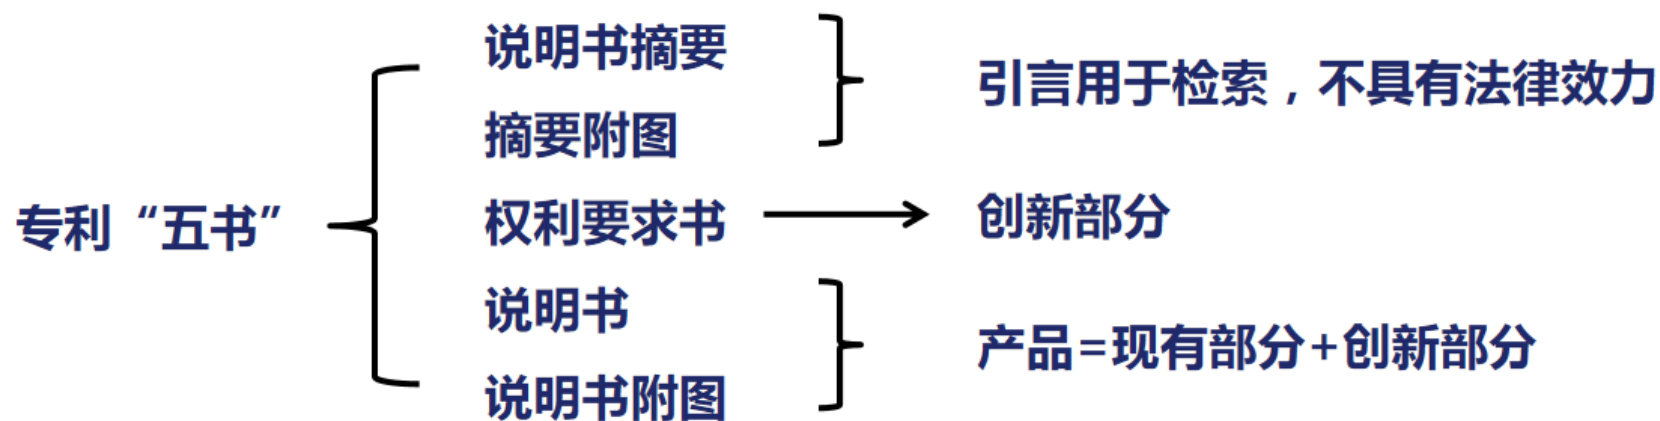 专利“五书”
说明书摘要
摘要附图
权利要求书
说明书
说明书附图
引言用于检索，不具有法律效力
创新部分
产品=现有部分+创新部分